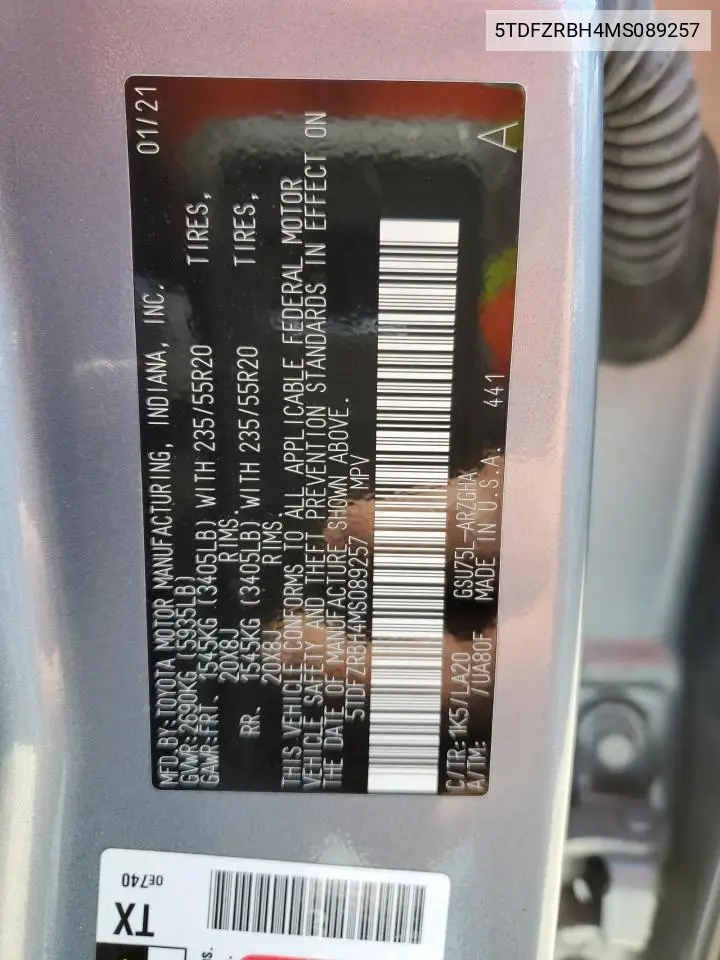 5TDFZRBH4MS089257
01/21
MFD BY: TOYOTA MOTOR MANUFACTURING, INDIANA, INC.
GVWR: 2690KG (5935LB)
GAWR: FRT. 1545KG (3405LB) WITH 235/55R20 TIRES,
20X8J RIMS.
RR. 1545KG (3405LB) WITH 235/55R20 TIRES,
20X8J RIMS
THIS VEHICLE CONFORMS TO ALL APPLICABLE FEDERAL MOTOR
VEHICLE SAFETY AND THEFT PREVENTION STANDARDS IN EFFECT ON
THE DATE OF MANUFACTURE SHOWN ABOVE.
5TDFZRBH4MS089257 MPV
C/TR: 1K5/LA20 GSU75L-ARZGHA
A/TM: /UA80F MADE IN U.S.A. 441
A
0E740
TX